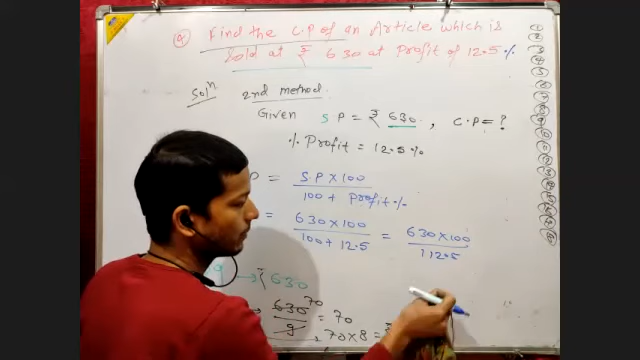 Q. Find the C.P of an Article which is
Sold at ₹ 630 at Profit of 12.5 %
Solⁿ 2nd method.
Given S P = ₹ 630 , C.P = ?
% Profit = 12.5 %
P = S.P × 100 / 100 + Profit %
= 630 × 100 / 100 + 12.5 = 630 × 100 / 112.5
9 → ₹ 630
630 70 / 9 = 70
70 × 8 = ₹